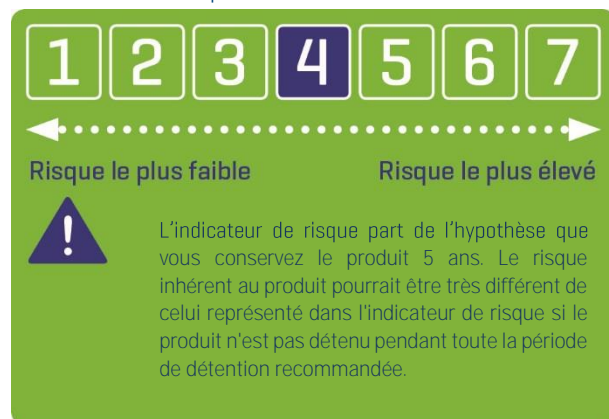 1 2 3 4 5 6 7
Risque le plus faible Risque le plus élevé
!
L'indicateur de risque part de l'hypothèse que
vous conservez le produit 5 ans. Le risque
inhérent au produit pourrait être très différent de
celui représenté dans l'indicateur de risque si le
produit n'est pas détenu pendant toute la période
de détention recommandée.